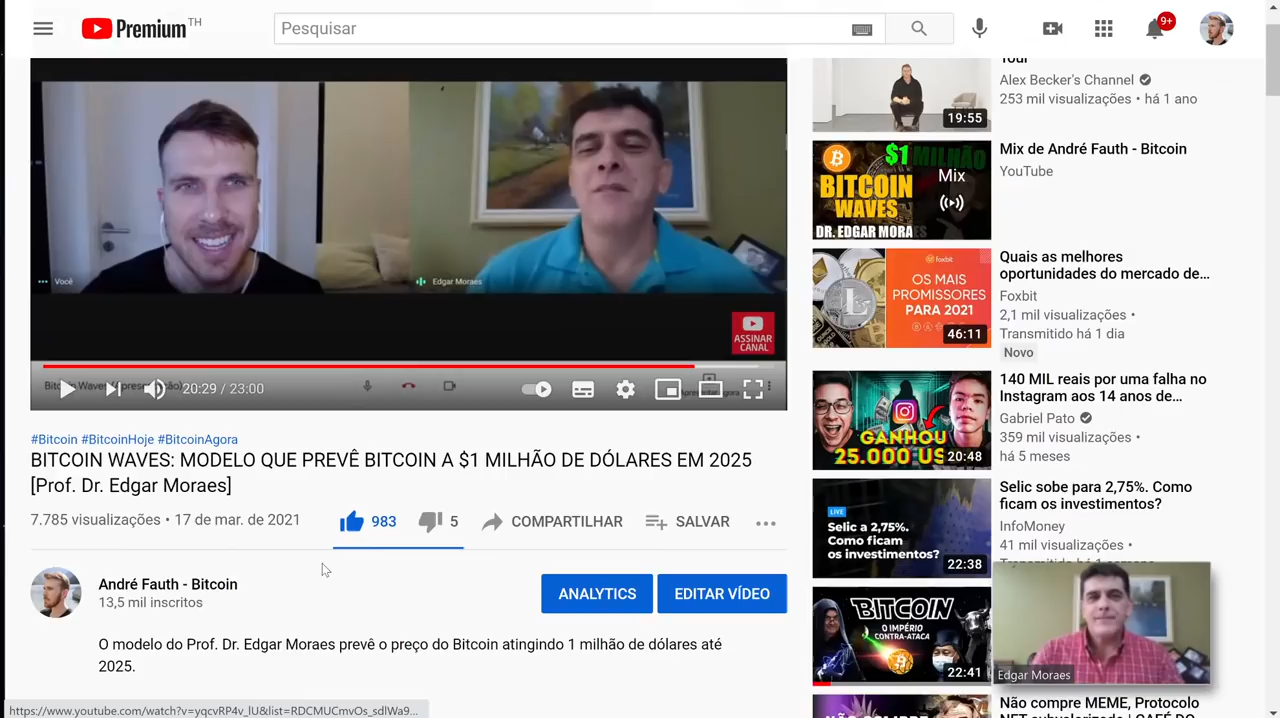 Premium TH
Pesquisar
9+
Você
Edgar Moraes
ASSINAR
CANAL
20:29 / 23:00
#Bitcoin #BitcoinHoje #BitcoinAgora
BITCOIN WAVES: MODELO QUE PREVÊ BITCOIN A $1 MILHÃO DE DÓLARES EM 2025
[Prof. Dr. Edgar Moraes]
7.785 visualizações • 17 de mar. de 2021
983
5
COMPARTILHAR
SALVAR
André Fauth - Bitcoin
13,5 mil inscritos
ANALYTICS
EDITAR VÍDEO
O modelo do Prof. Dr. Edgar Moraes prevê o preço do Bitcoin atingindo 1 milhão de dólares até
2025.
https://www.youtube.com/watch?v=yqcvRP4v_IU&list=RDCMUCmvOs_sdlWa9...
Alex Becker's Channel
253 mil visualizações • há 1 ano
19:55
$1 MILHÃO
BITCOIN
WAVES
DR. EDGAR MORAES
Mix
Mix de André Fauth - Bitcoin
YouTube
foxbit
OS MAIS
PROMISSORES
PARA 2021
46:11
Quais as melhores
oportunidades do mercado de...
Foxbit
2,1 mil visualizações •
Transmitido há 1 dia
Novo
GANHOU
25.000 US
20:48
140 MIL reais por uma falha no
Instagram aos 14 anos de...
Gabriel Pato
359 mil visualizações •
há 5 meses
LIVE
Selic a 2,75%.
Como ficam
os investimentos?
22:38
Selic sobe para 2,75%. Como
ficam os investimentos?
InfoMoney
41 mil visualizações •
BITCOIN
O IMPÉRIO
CONTRA-ATACA
22:41
Edgar Moraes
Não compre MEME, Protocolo